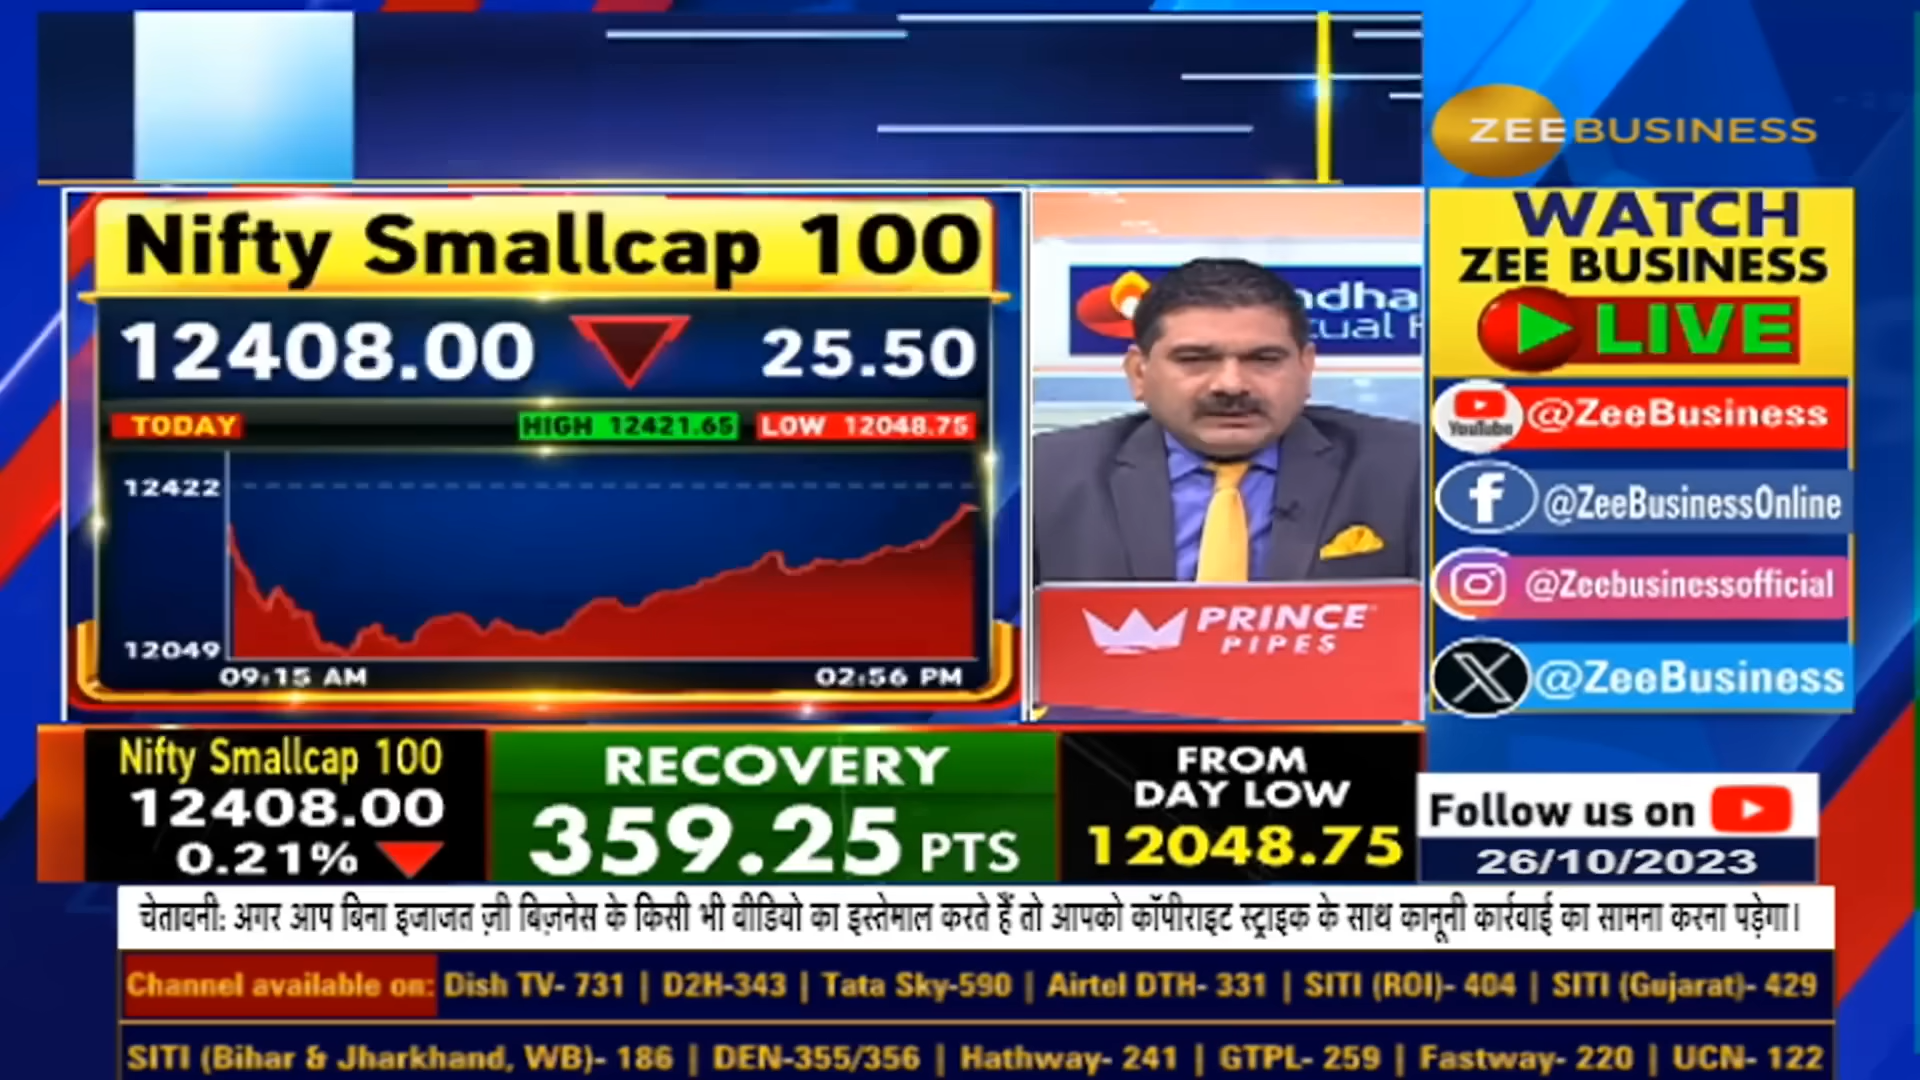 ZEEBUSINESS
Nifty Smallcap 100
12408.00 25.50
TODAY HIGH 12421.65 LOW 12048.75
12422
12049
09:15 AM 02:56 PM
PRINCE
PIPES
WATCH
ZEE BUSINESS
LIVE
YouTube @ZeeBusiness
@ZeeBusinessOnline
@Zeebusinessofficial
@ZeeBusiness
Nifty Smallcap 100
12408.00
0.21%
RECOVERY
359.25 PTS
FROM
DAY LOW
12048.75
Follow us on
26/10/2023
चेतावनी: अगर आप बिना इजाजत ज़ी बिज़नेस के किसी भी वीडियो का इस्तेमाल करते हैं तो आपको कॉपीराइट स्ट्राइक के साथ कानूनी कार्रवाई का सामना करना पड़ेगा।
Channel available on: Dish TV- 731 | D2H-343 | Tata Sky-590 | Airtel DTH- 331 | SITI (ROI)- 404 | SITI (Gujarat)- 429
SITI (Bihar & Jharkhand, WB)- 186 | DEN-355/356 | Hathway- 241 | GTPL- 259 | Fastway- 220 | UCN- 122